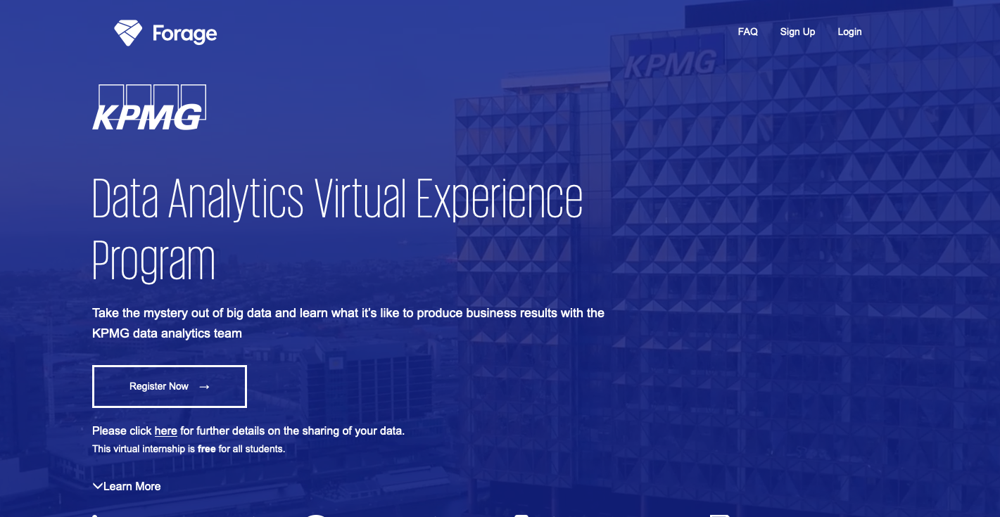 Forage
FAQ
Sign Up
Login
KPMG
KPMG
Data Analytics Virtual Experience
Program
Take the mystery out of big data and learn what it's like to produce business results with the
KPMG data analytics team
Register Now →
Please click here for further details on the sharing of your data.
This virtual internship is free for all students.
Learn More